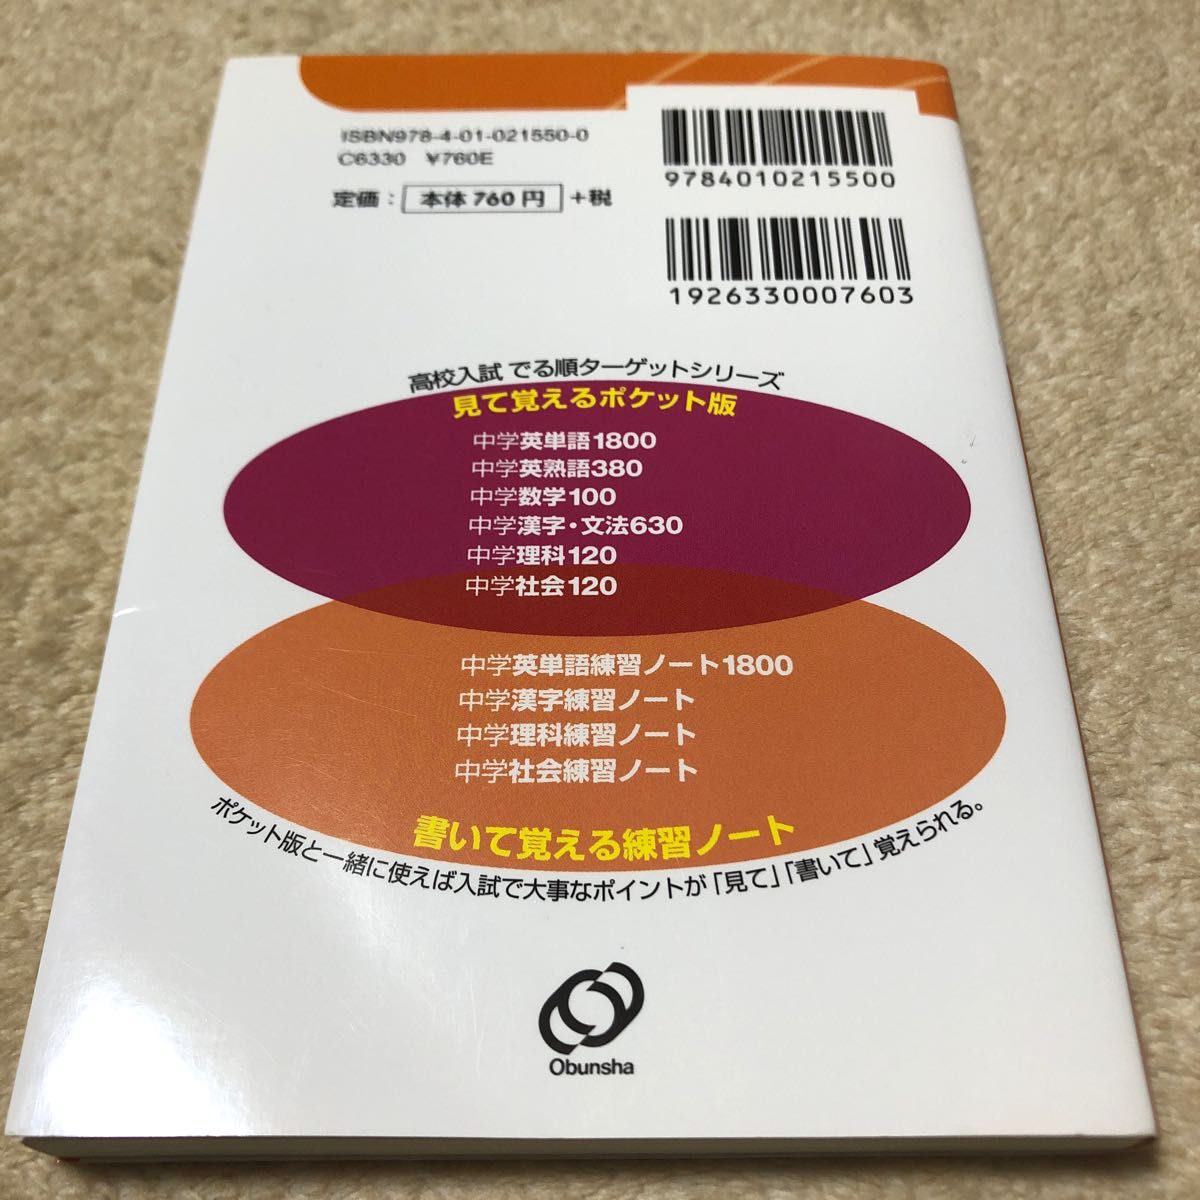 ISBN978-4-01-021550-0
C6330 ¥760E
定価： 本体 760 円 +税
9784010215500
1926330007603
高校入試 でる順ターゲットシリーズ
見て覚えるポケット版
中学英単語1800
中学英熟語380
中学数学100
中学漢字・文法630
中学理科120
中学社会120
中学英単語練習ノート1800
中学漢字練習ノート
中学理科練習ノート
中学社会練習ノート
書いて覚える練習ノート
ポケット版と一緒に使えば入試で大事なポイントが「見て」「書いて」覚えられる。
Obunsha